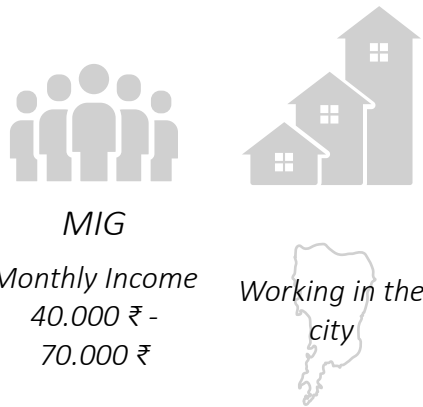 MIG
Monthly Income
40.000 ₹ -
70.000 ₹
Working in the
city